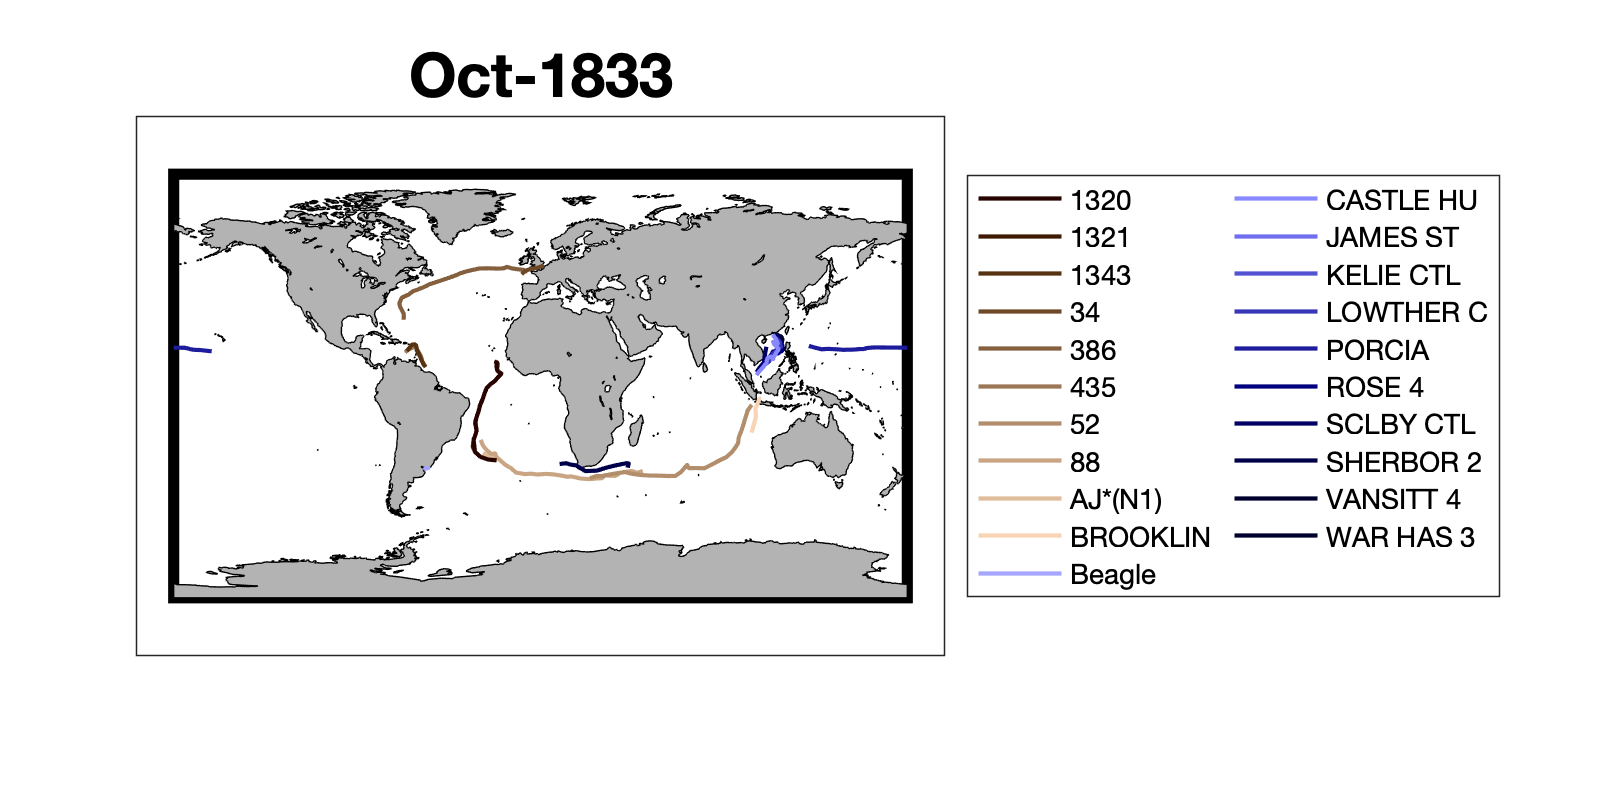 Oct-1833
1320
1321
1343
34
386
435
52
88
AJ*(N1)
BROOKLIN
Beagle
CASTLE HU
JAMES ST
KELIE CTL
LOWTHER C
PORCIA
ROSE 4
SCLBY CTL
SHERBOR 2
VANSITT 4
WAR HAS 3